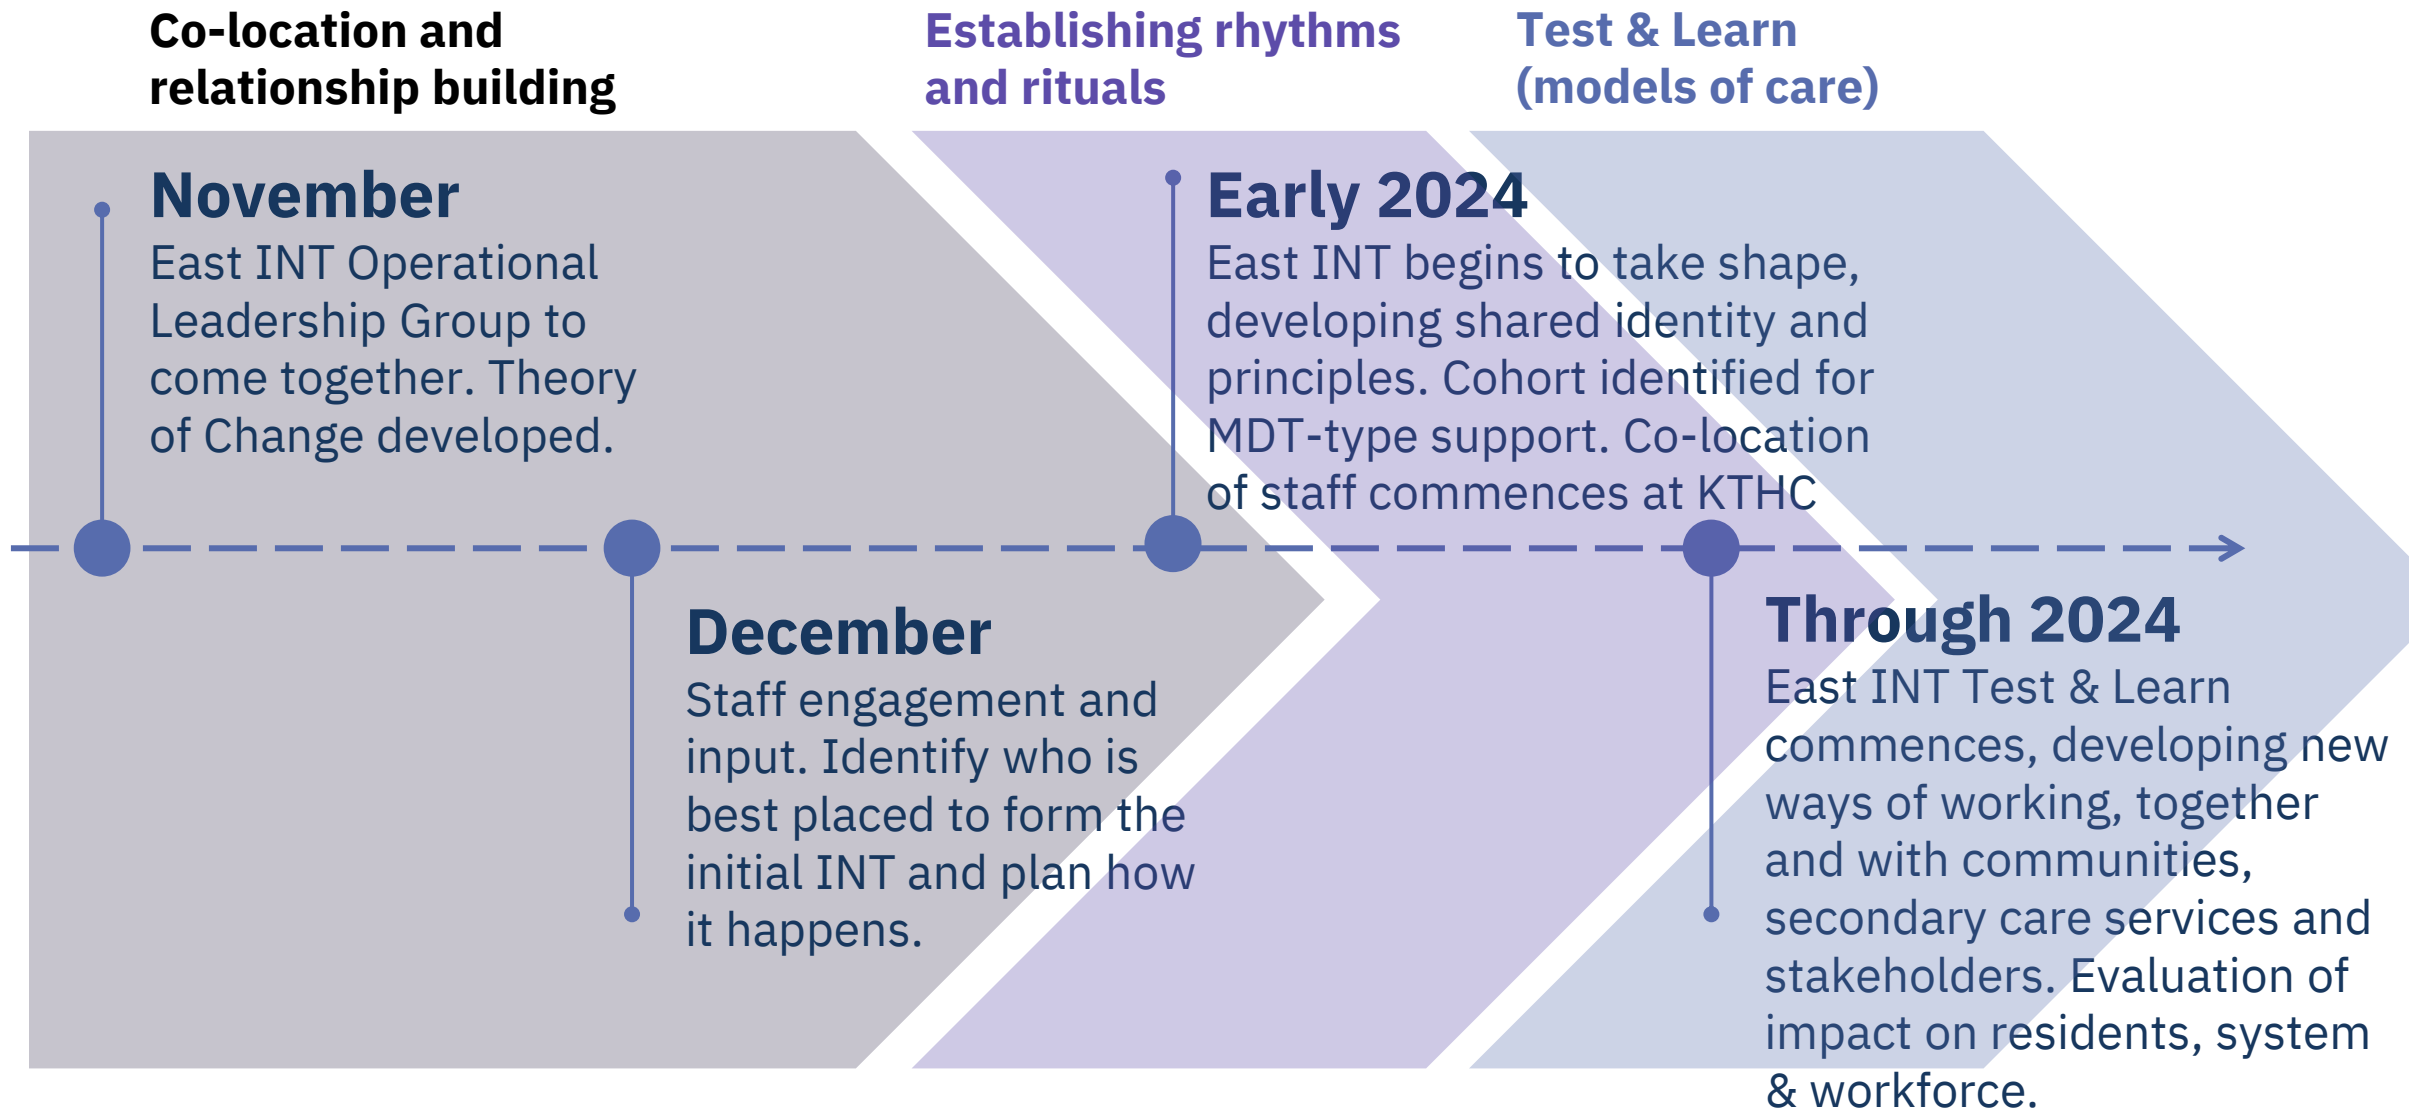 Co-location and
relationship building
Establishing rhythms
and rituals
Test & Learn
(models of care)
November
East INT Operational
Leadership Group to
come together. Theory
of Change developed.
December
Staff engagement and
input. Identify who is
best placed to form the
initial INT and plan how
it happens.
Early 2024
East INT begins to take shape,
developing shared identity and
principles. Cohort identified for
MDT-type support. Co-location
of staff commences at KTHC
Through 2024
East INT Test & Learn
commences, developing new
ways of working, together
and with communities,
secondary care services and
stakeholders. Evaluation of
impact on residents, system
& workforce.